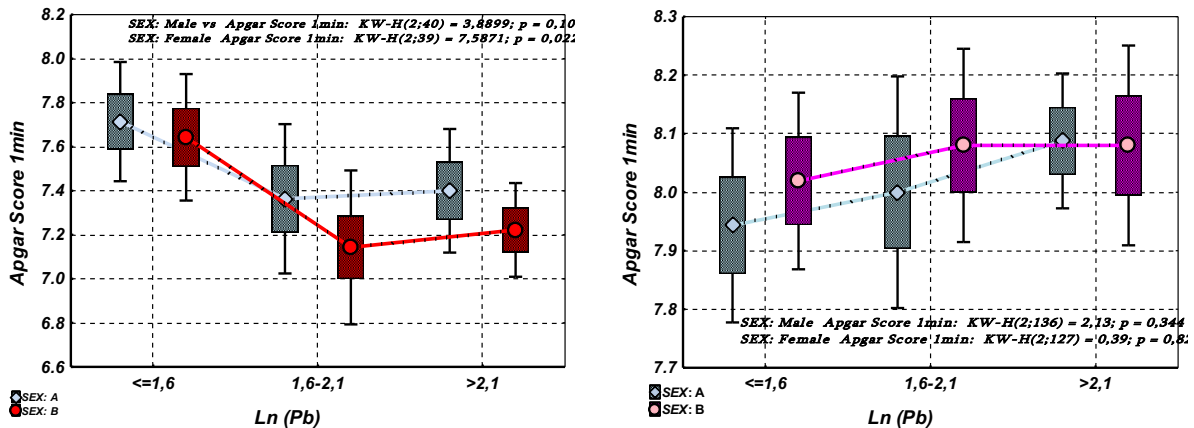 SEX: Male vs Apgar Score 1min: KW-H(2;40) = 3,8899; p = 0,10
SEX: Female Apgar Score 1min: KW-H(2;39) = 7,5871; p = 0,022
8.2
8.0
7.8
7.6
7.4
7.2
7.0
6.8
6.6
Apgar Score 1min
<=1,6
1,6-2,1
>2,1
Ln (Pb)
SEX: A
SEX: B
8.3
8.2
8.1
8.0
7.9
7.8
7.7
Apgar Score 1min
SEX: Male Apgar Score 1min: KW-H(2;136) = 2,13; p = 0,344
SEX: Female Apgar Score 1min: KW-H(2;127) = 0,39; p = 0,82
<=1,6
1,6-2,1
>2,1
Ln (Pb)
SEX: A
SEX: B